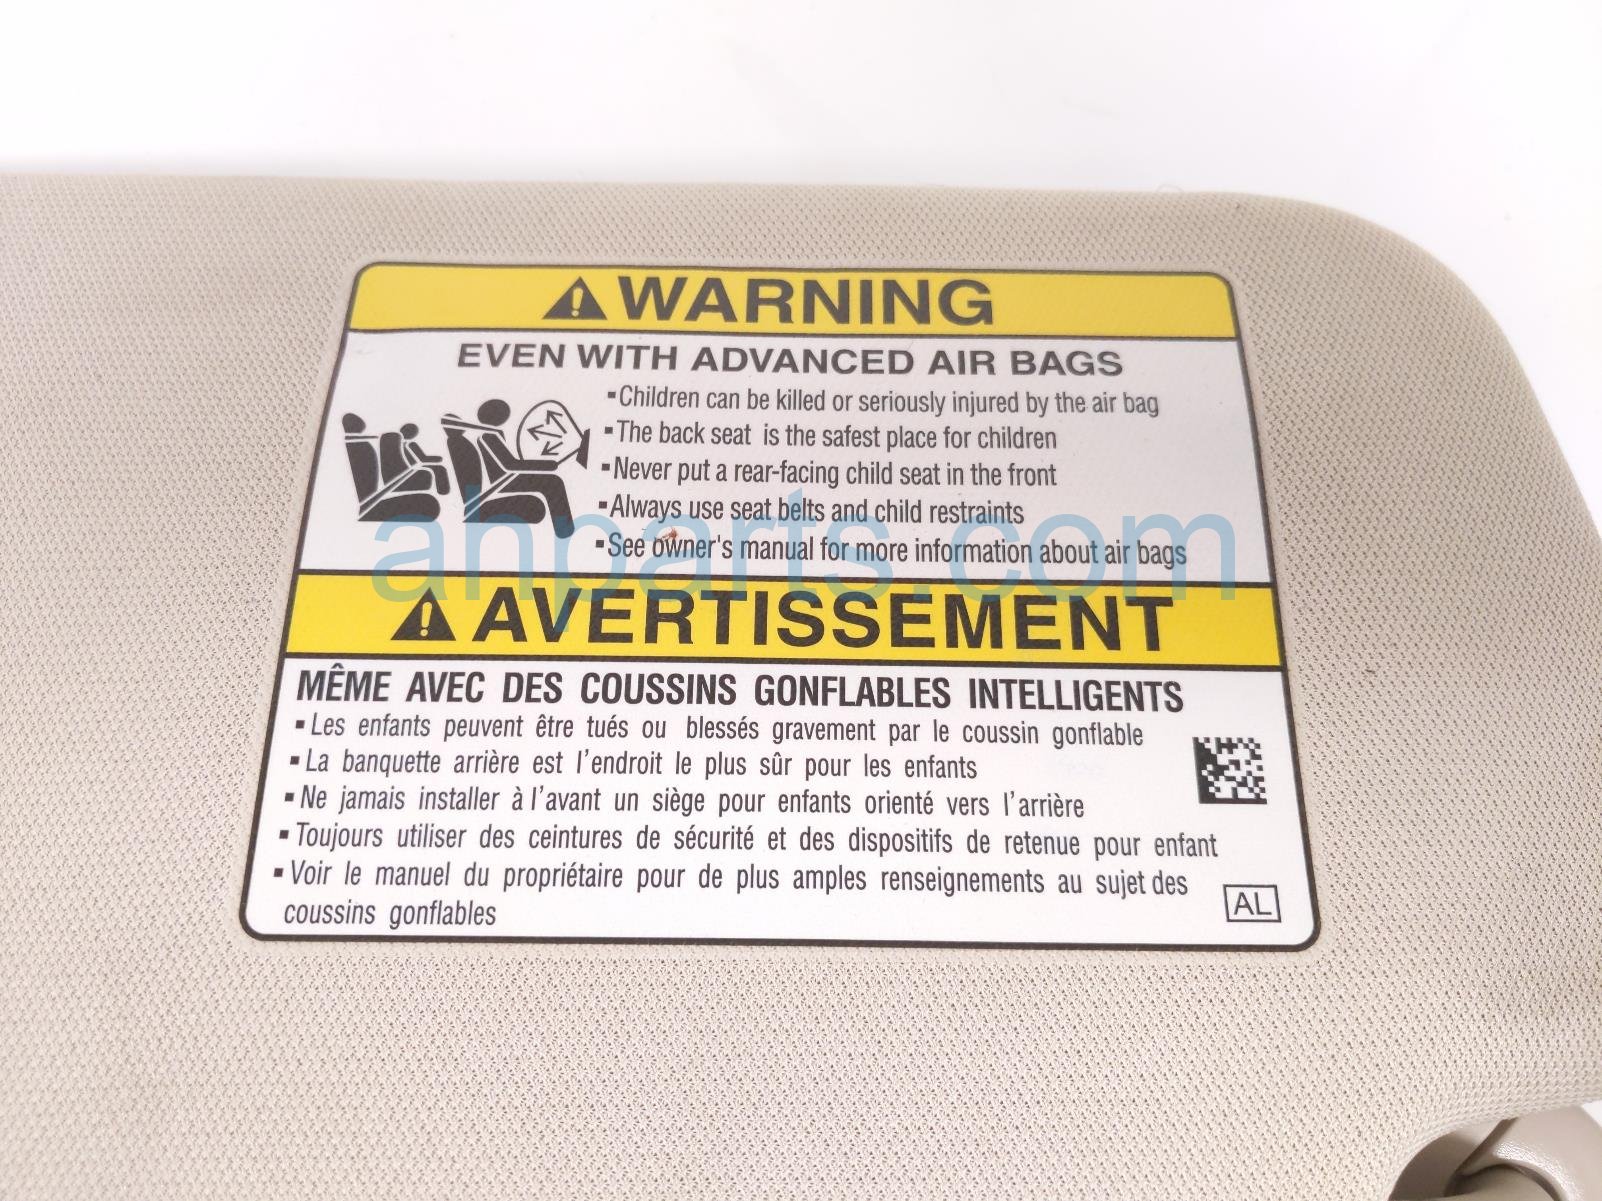 WARNING
EVEN WITH ADVANCED AIR BAGS
▪Children can be killed or seriously injured by the air bag
▪The back seat is the safest place for children
▪Never put a rear-facing child seat in the front
▪Always use seat belts and child restraints
▪See owner's manual for more information about air bags
ahparts.com
AVERTISSEMENT
MÊME AVEC DES COUSSINS GONFLABLES INTELLIGENTS
▪Les enfants peuvent être tués ou blessés gravement par le coussin gonflable
▪La banquette arrière est l'endroit le plus sûr pour les enfants
▪Ne jamais installer à l'avant un siège pour enfants orienté vers l'arrière
▪Toujours utiliser des ceintures de sécurité et des dispositifs de retenue pour enfant
▪Voir le manuel du propriétaire pour de plus amples renseignements au sujet des
coussins gonflables
AL